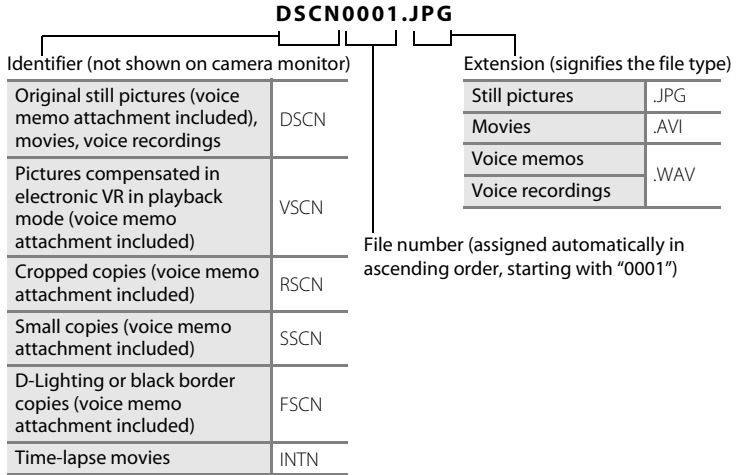 DSCN0001.JPG
Identifier (not shown on camera monitor)
Original still pictures (voice
memo attachment included),
movies, voice recordings
DSCN
Pictures compensated in
electronic VR in playback
mode (voice memo
attachment included)
VSCN
Cropped copies (voice memo
attachment included)
RSCN
Small copies (voice memo
attachment included)
SSCN
D-Lighting or black border
copies (voice memo
attachment included)
FSCN
Time-lapse movies
INTN
Extension (signifies the file type)
Still pictures
.JPG
Movies
.AVI
Voice memos
Voice recordings
.WAV
File number (assigned automatically in
ascending order, starting with “0001”)